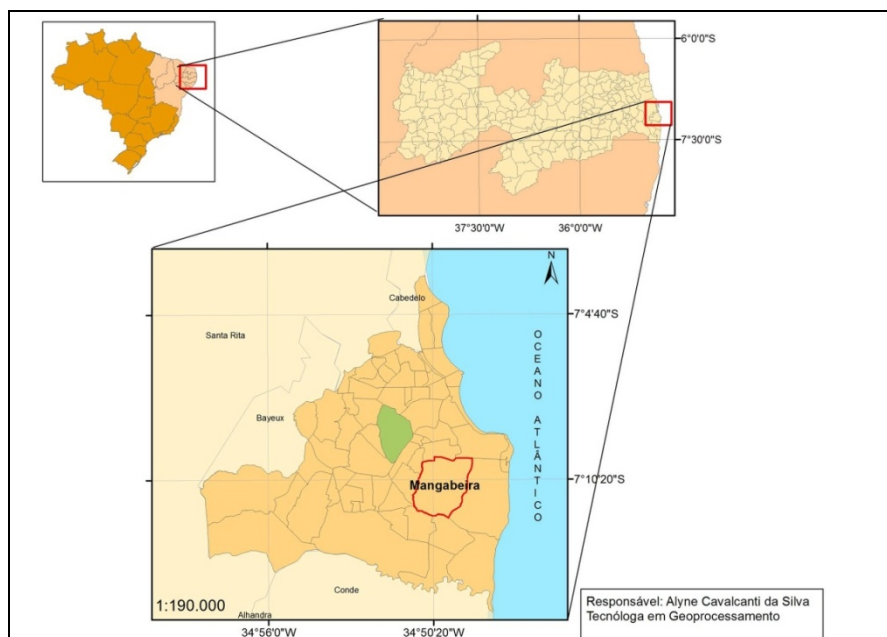 6°0'0"S
7°30'0"S
37°30'0"W
36°0'0"W
N
Cabedelo
7°4'40"S
Santa Rita
OCEANO ATLÂNTICO
Bayeux
Mangabeira
7°10'20"S
Conde
1:190.000
Alhandra
34°56'0"W
34°50'20"W
Responsável: Alyne Cavalcanti da Silva
Tecnóloga em Geoprocessamento